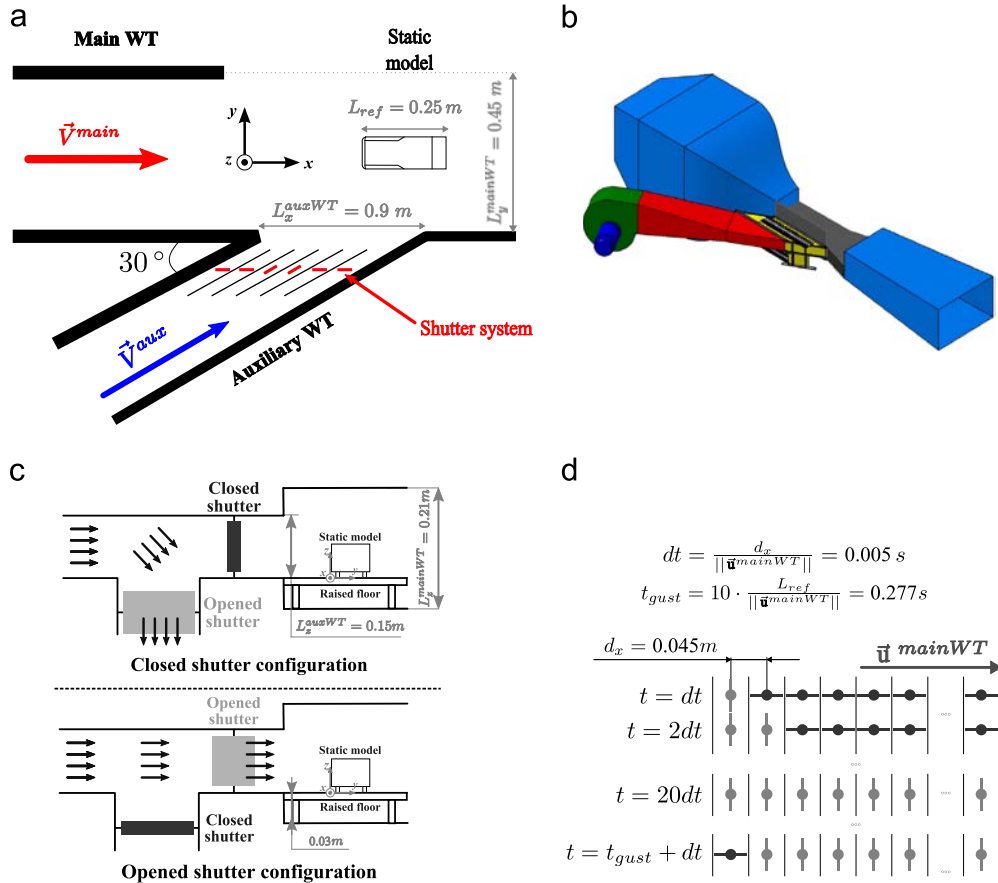 a
Main WT
Static
model
L_ref = 0.25 m
V⃗^main
y
z
x
L_y^mainWT = 0.45 m
L_x^auxWT = 0.9 m
30°
Shutter system
V⃗^aux
Auxiliary WT
b
c
Closed
shutter
Static model
z
x
y
Raised floor
L_z^mainWT = 0.21m
Opened
shutter
L_z^auxWT = 0.15m
Closed shutter configuration
Opened
shutter
Static model
z
x
y
Raised floor
Closed
shutter
0.03m
Opened shutter configuration
d
dt = d_x / ||u⃗^mainWT|| = 0.005 s
t_gust = 10 · L_ref / ||u⃗^mainWT|| = 0.277s
d_x = 0.045m
u⃗^mainWT
t = dt
t = 2dt
t = 20dt
t = t_gust + dt